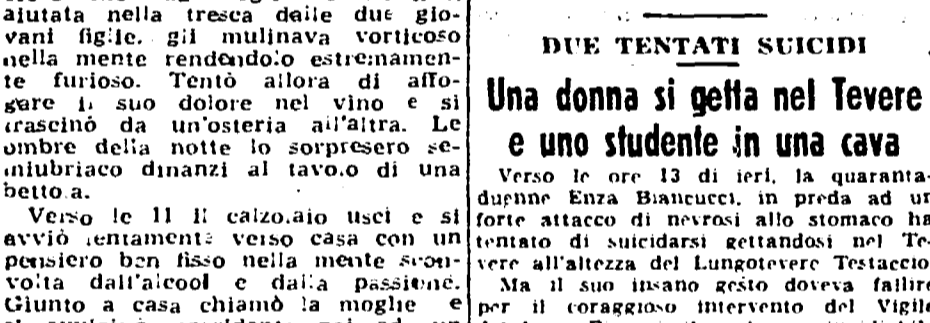 aiutata nella tresca dalle due gio-
vani figlie, gli mulinava vorticoso
nella mente rendendolo estremamen-
te furioso. Tentò allora di affo-
gare il suo dolore nel vino e si
trascinò da un'osteria all'altra. Le
ombre della notte lo sorpresero se-
miubriaco dinanzi al tavolo di una
bettola.
Verso le 11 il calzolaio uscì e si
avviò lentamente verso casa con un
pensiero ben fisso nella mente scon-
volta dall'alcool e dalla passione.
Giunto a casa chiamò la moglie e
DUE TENTATI SUICIDI
Una donna si getta nel Tevere
e uno studente in una cava
Verso le ore 13 di ieri, la quaranta-
duenne Enza Biancucci, in preda ad un
forte attacco di nevrosi allo stomaco ha
tentato di suicidarsi gettandosi nel Te-
vere all'altezza del Lungotevere Testaccio
Ma il suo insano gesto doveva fallire
per il coraggioso intervento del Vigile